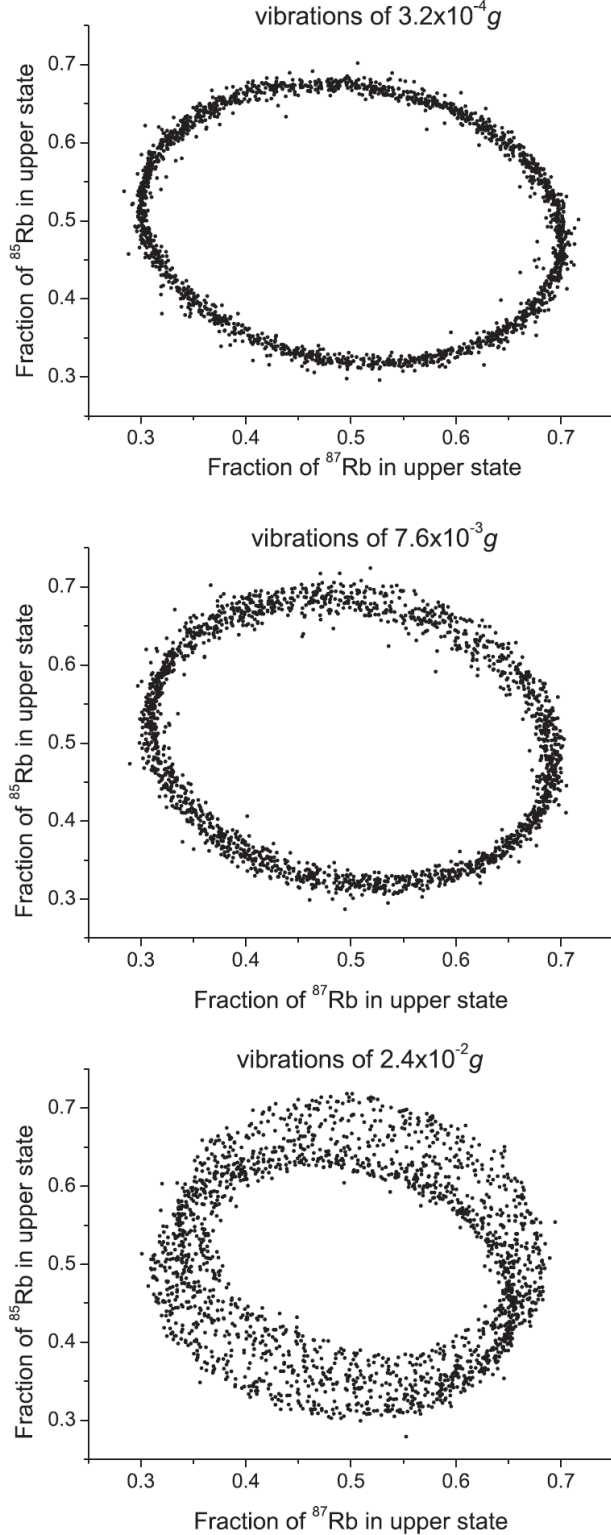 vibrations of 3.2x10⁻⁴g
0.7
0.6
0.5
0.4
0.3
Fraction of ⁸⁵Rb in upper state
0.3 0.4 0.5 0.6 0.7
Fraction of ⁸⁷Rb in upper state
vibrations of 7.6x10⁻³g
0.7
0.6
0.5
0.4
0.3
Fraction of ⁸⁵Rb in upper state
0.3 0.4 0.5 0.6 0.7
Fraction of ⁸⁷Rb in upper state
vibrations of 2.4x10⁻²g
0.7
0.6
0.5
0.4
0.3
Fraction of ⁸⁵Rb in upper state
0.3 0.4 0.5 0.6 0.7
Fraction of ⁸⁷Rb in upper state